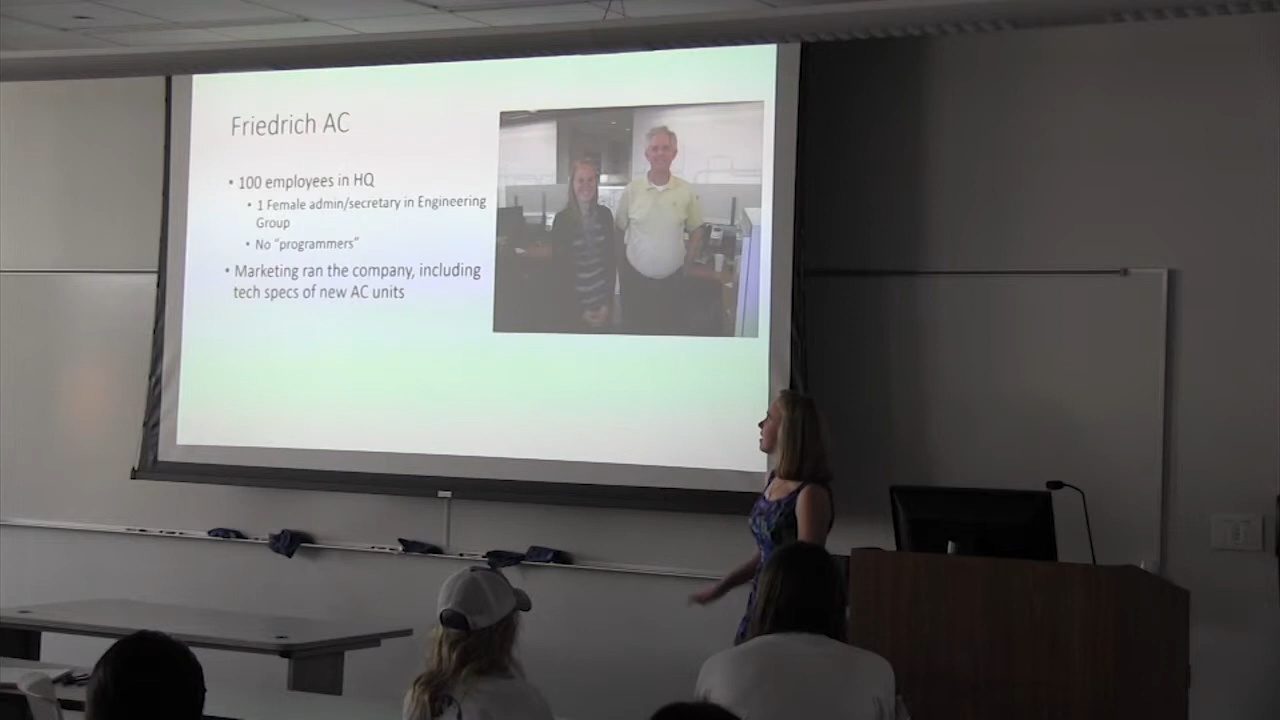 Friedrich AC
• 100 employees in HQ
• 1 Female admin/secretary in Engineering
Group
• No “programmers”
• Marketing ran the company, including
tech specs of new AC units